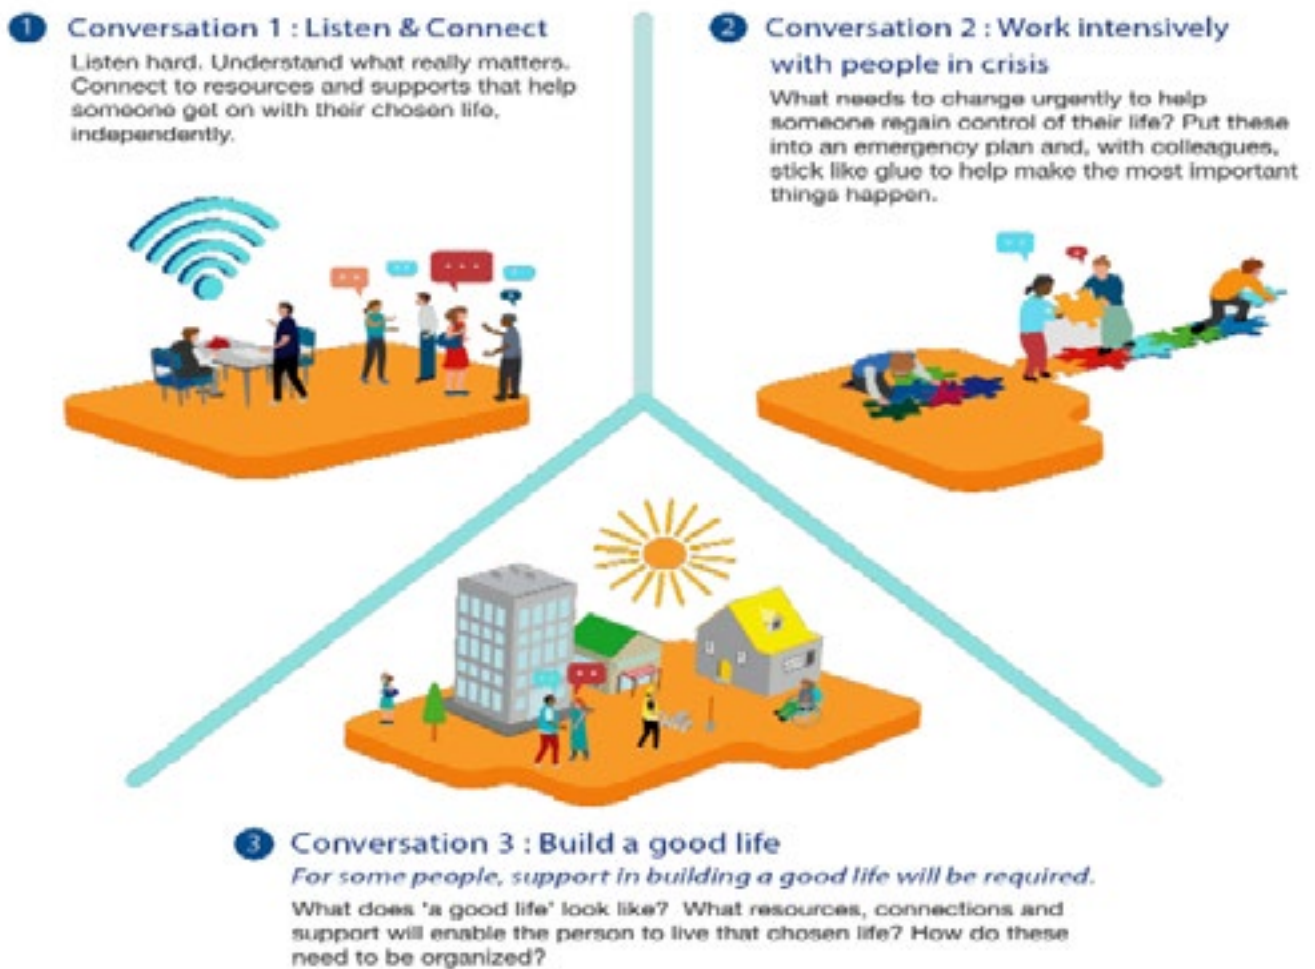 1 Conversation 1 : Listen & Connect
Listen hard. Understand what really matters.
Connect to resources and supports that help
someone get on with their chosen life,
independently.
2 Conversation 2 : Work intensively
with people in crisis
What needs to change urgently to help
someone regain control of their life? Put these
into an emergency plan and, with colleagues,
stick like glue to help make the most important
things happen.
3 Conversation 3 : Build a good life
For some people, support in building a good life will be required.
What does 'a good life' look like? What resources, connections and
support will enable the person to live that chosen life? How do these
need to be organized?